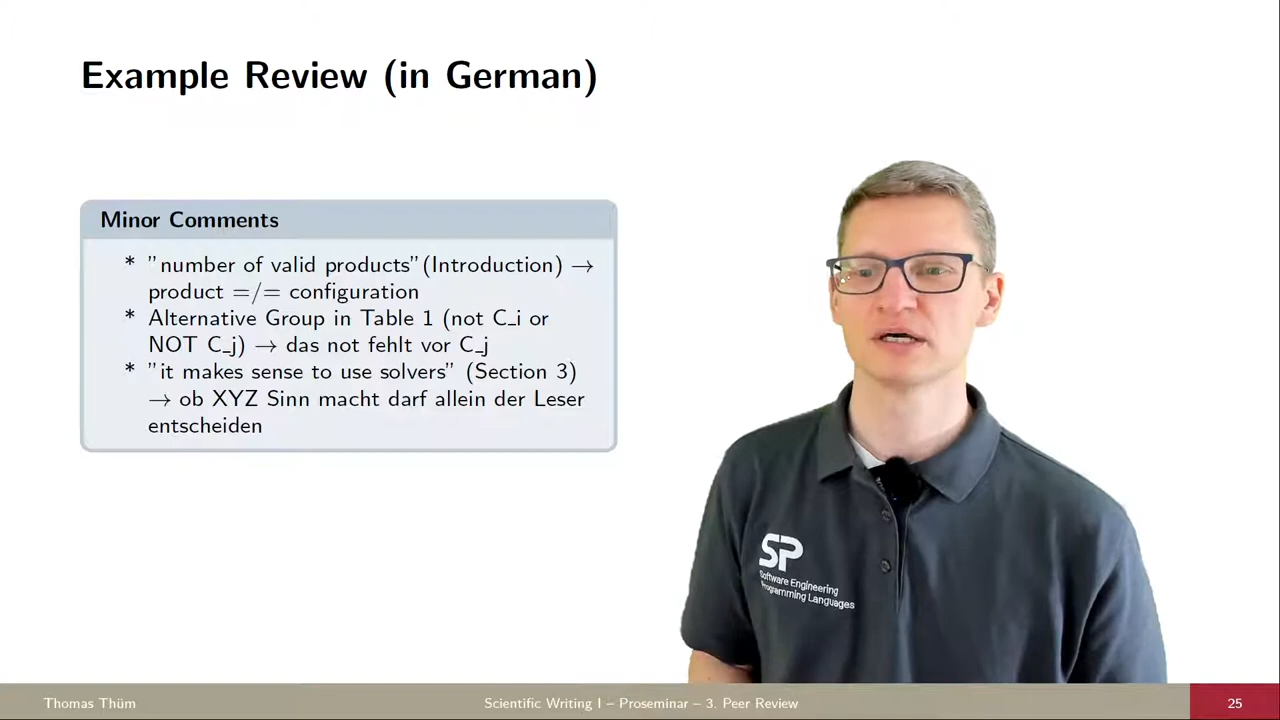 Example Review (in German)
Minor Comments
* ”number of valid products”(Introduction) →
product =/= configuration
* Alternative Group in Table 1 (not C_i or
NOT C_j) → das not fehlt vor C_j
* ”it makes sense to use solvers” (Section 3)
→ ob XYZ Sinn macht darf allein der Leser
entscheiden
SP
Software Engineering
Programming Languages
Thomas Thüm
Scientific Writing I – Proseminar – 3. Peer Review
25